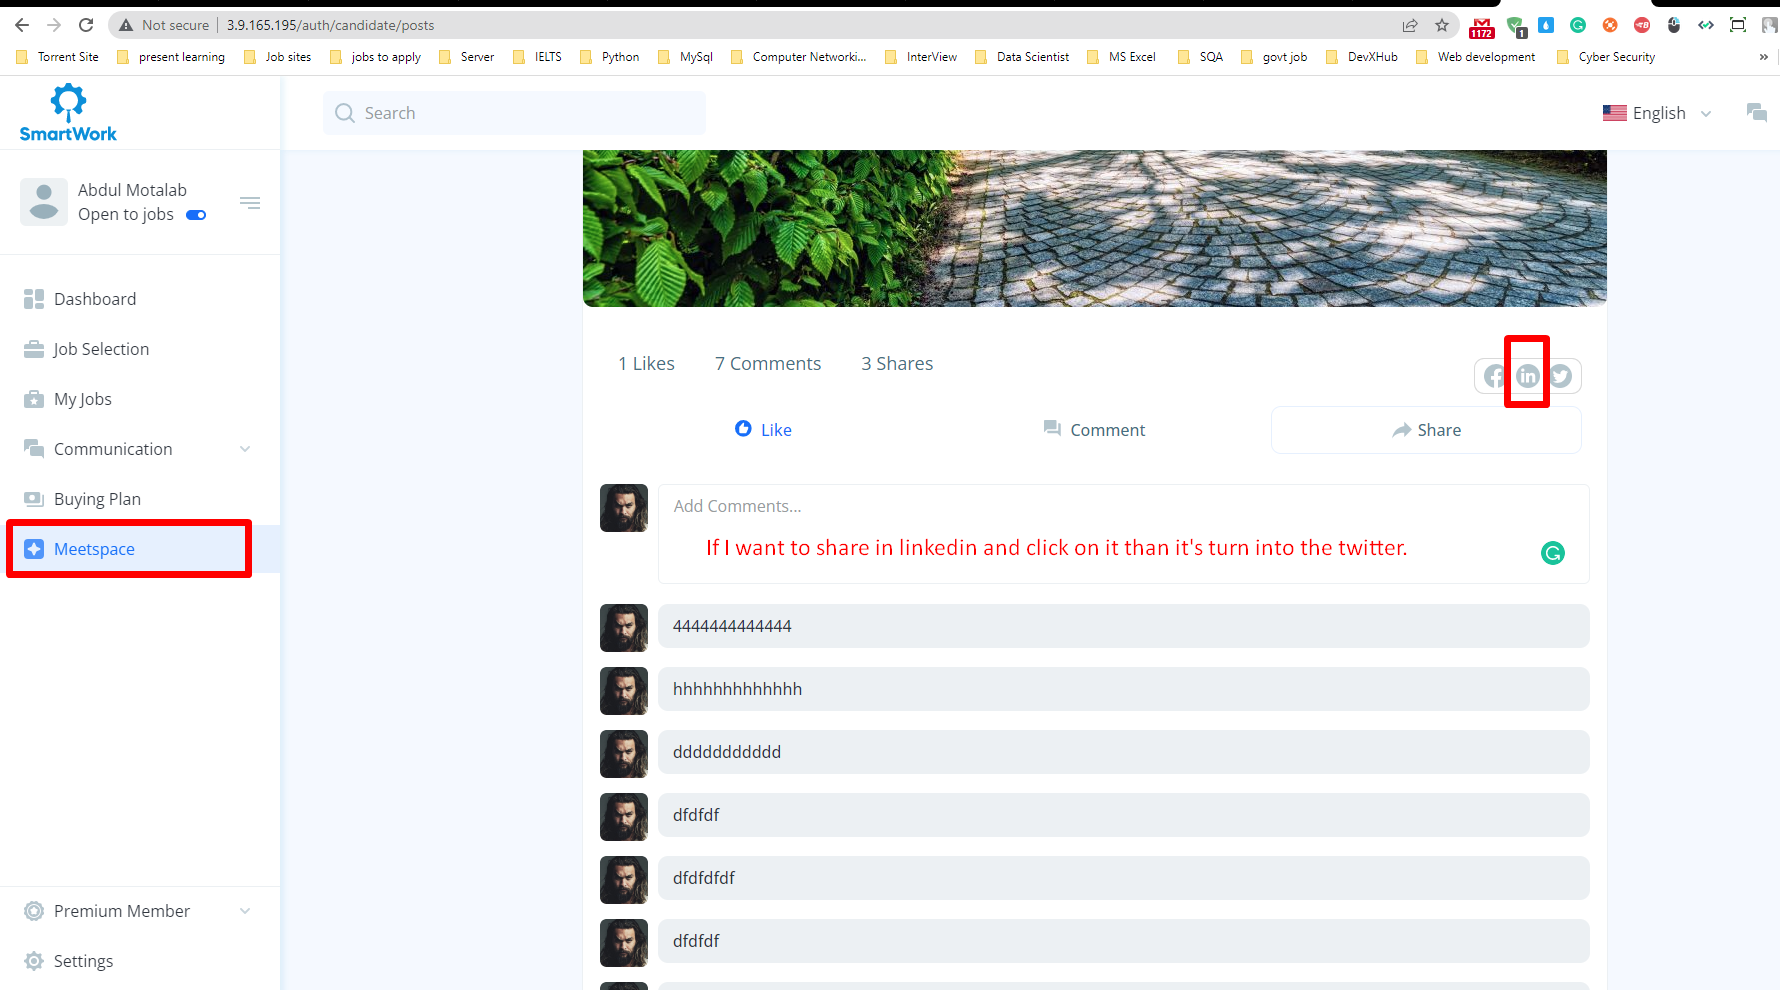 Not secure | 3.9.165.195/auth/candidate/posts
1172
1
Torrent Site present learning Job sites jobs to apply Server IELTS Python MySql Computer Networki... InterView Data Scientist MS Excel SQA govt job DevXHub Web development Cyber Security »
SmartWork
Search
English
Abdul Motalab
Open to jobs
Dashboard
Job Selection
My Jobs
Communication
Buying Plan
Meetspace
Premium Member
Settings
1 Likes 7 Comments 3 Shares
in
Like Comment Share
Add Comments...
If I want to share in linkedin and click on it than it's turn into the twitter.
4444444444444
hhhhhhhhhhhhh
ddddddddddd
dfdfdf
dfdfdfdf
dfdfdf